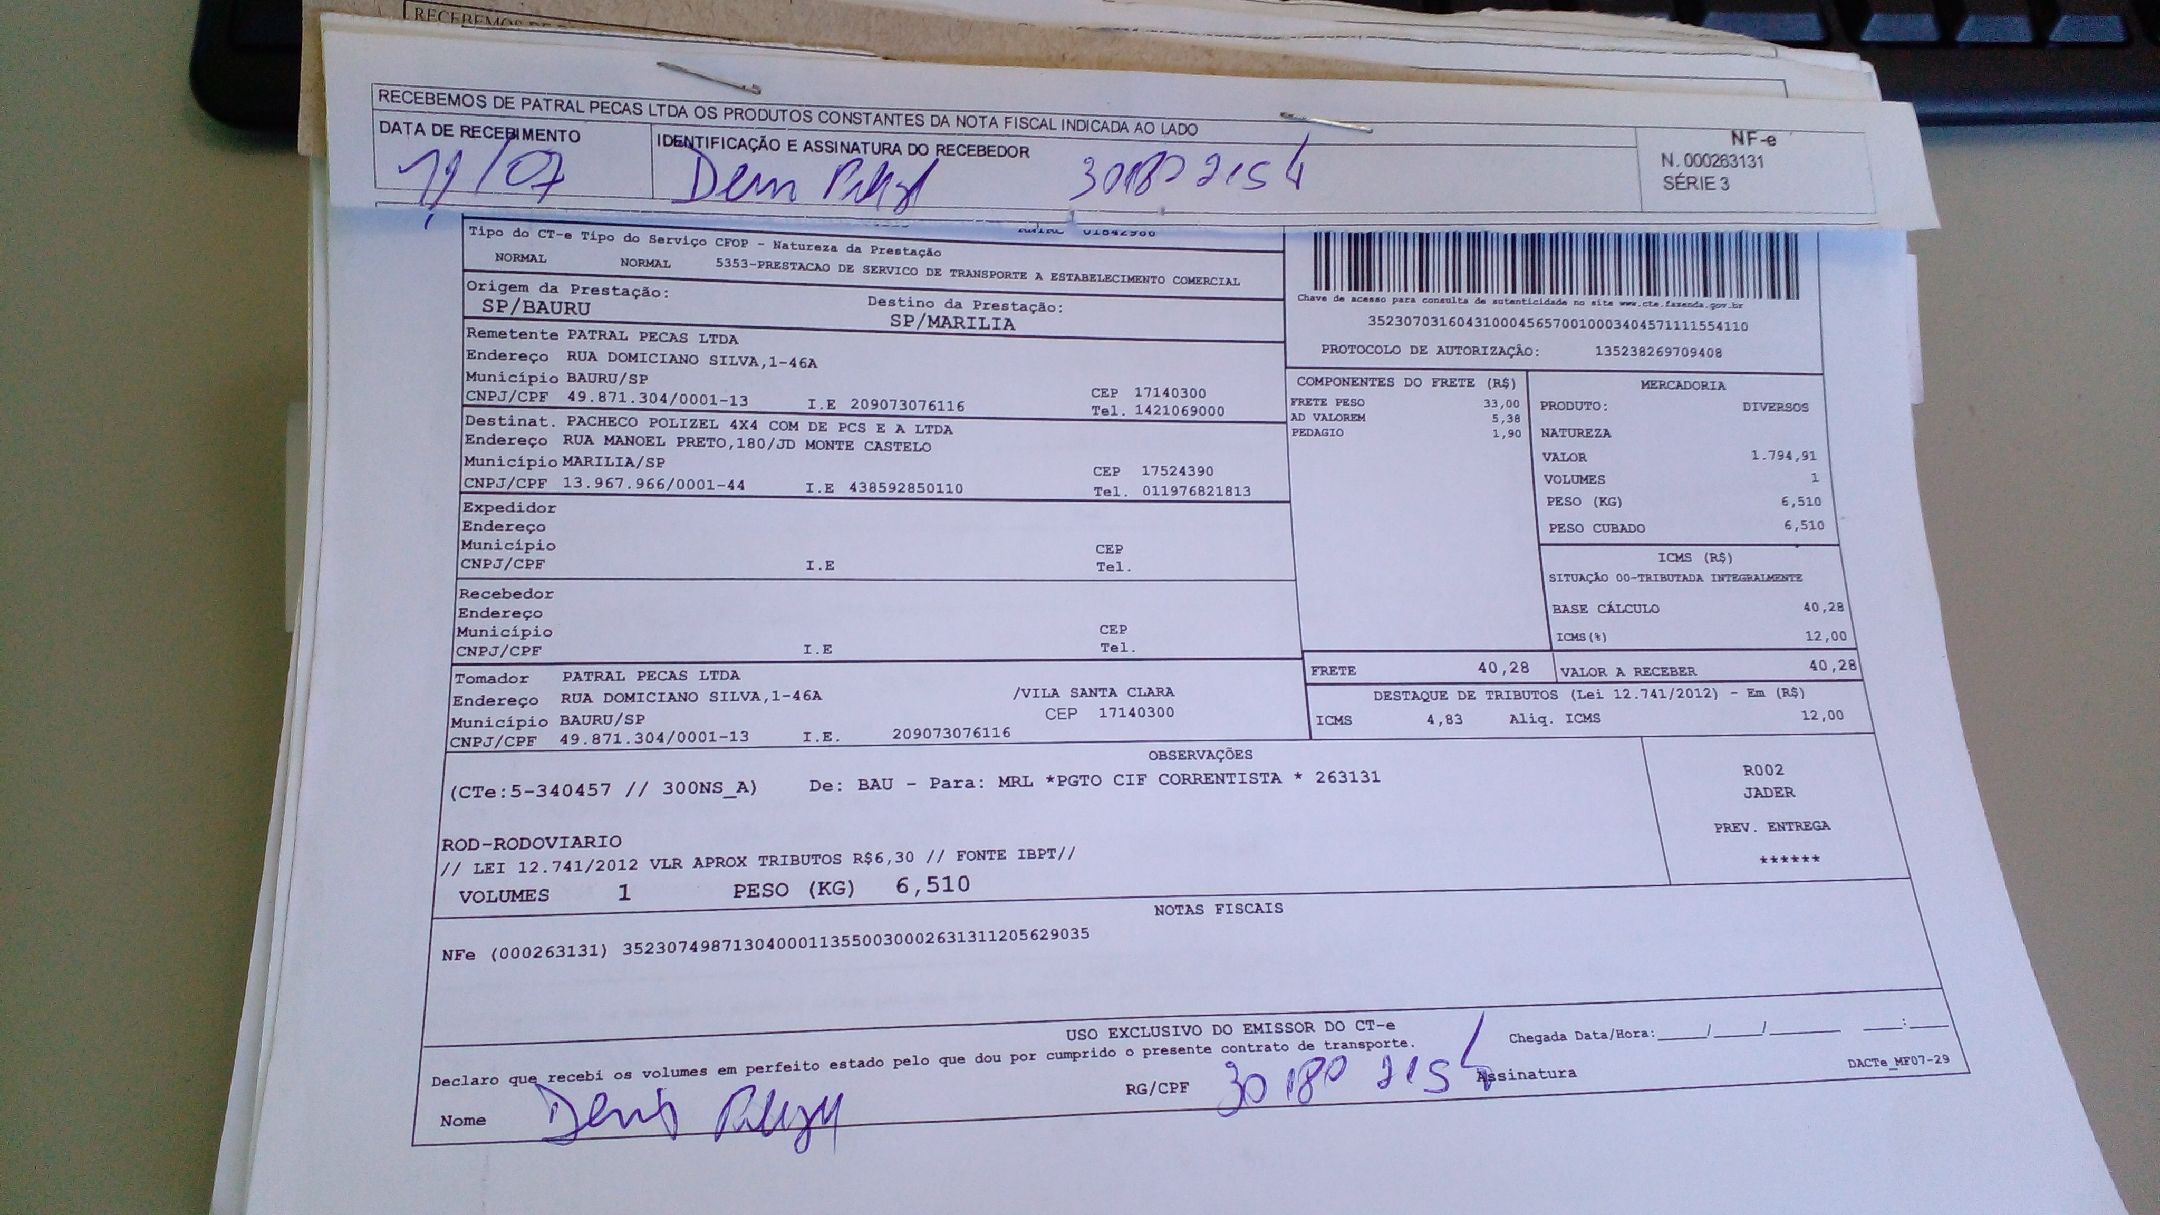 RECEBEMOS DE
RECEBEMOS DE PATRAL PECAS LTDA OS PRODUTOS CONSTANTES DA NOTA FISCAL INDICADA AO LADO
DATA DE RECEBIMENTO
IDENTIFICAÇÃO E ASSINATURA DO RECEBEDOR
NF-e
N. 000263131
SÉRIE 3
11/07
30180 2154
Tipo do CT-e Tipo do Serviço CFOP - Natureza da Prestação
NORMAL NORMAL 5353-PRESTACAO DE SERVICO DE TRANSPORTE A ESTABELECIMENTO COMERCIAL
Origem da Prestação: Destino da Prestação:
SP/BAURU SP/MARILIA
Chave de acesso para consulta de autenticidade no site www.cte.fazenda.gov.br
35230703160431000456570010003404571111554110
PROTOCOLO DE AUTORIZAÇÃO: 135238269709408
Remetente PATRAL PECAS LTDA
Endereço RUA DOMICIANO SILVA,1-46A
Município BAURU/SP CEP 17140300
CNPJ/CPF 49.871.304/0001-13 I.E 209073076116 Tel. 1421069000
Destinat. PACHECO POLIZEL 4X4 COM DE PCS E A LTDA
Endereço RUA MANOEL PRETO,180/JD MONTE CASTELO
Município MARILIA/SP CEP 17524390
CNPJ/CPF 13.967.966/0001-44 I.E 438592850110 Tel. 011976821813
Expedidor
Endereço
Município CEP
CNPJ/CPF I.E Tel.
Recebedor
Endereço
Município CEP
CNPJ/CPF I.E Tel.
Tomador PATRAL PECAS LTDA
Endereço RUA DOMICIANO SILVA,1-46A /VILA SANTA CLARA
Município BAURU/SP CEP 17140300
CNPJ/CPF 49.871.304/0001-13 I.E. 209073076116
COMPONENTES DO FRETE (R$)
FRETE PESO 33,00
AD VALOREM 5,38
PEDAGIO 1,90
MERCADORIA
PRODUTO: DIVERSOS
NATUREZA
VALOR 1.794,91
VOLUMES 1
PESO (KG) 6,510
PESO CUBADO 6,510
ICMS (R$)
SITUAÇÃO 00-TRIBUTADA INTEGRALMENTE
BASE CÁLCULO 40,28
ICMS(%) 12,00
FRETE 40,28 VALOR A RECEBER 40,28
DESTAQUE DE TRIBUTOS (Lei 12.741/2012) - Em (R$)
ICMS 4,83 Aliq. ICMS 12,00
OBSERVAÇÕES
(CTe:5-340457 // 300NS_A) De: BAU - Para: MRL *PGTO CIF CORRENTISTA * 263131
R002
JADER
PREV. ENTREGA
******
ROD-RODOVIARIO
// LEI 12.741/2012 VLR APROX TRIBUTOS R$6,30 // FONTE IBPT//
VOLUMES 1 PESO (KG) 6,510
NOTAS FISCAIS
NFe (000263131) 35230749871304000113550030002631311205629035
USO EXCLUSIVO DO EMISSOR DO CT-e
Chegada Data/Hora:____/____/______ ___:___
Declaro que recebi os volumes em perfeito estado pelo que dou por cumprido o presente contrato de transporte.
Nome Denis RG/CPF 30180 2154 Assinatura
DACTe_MF07-29